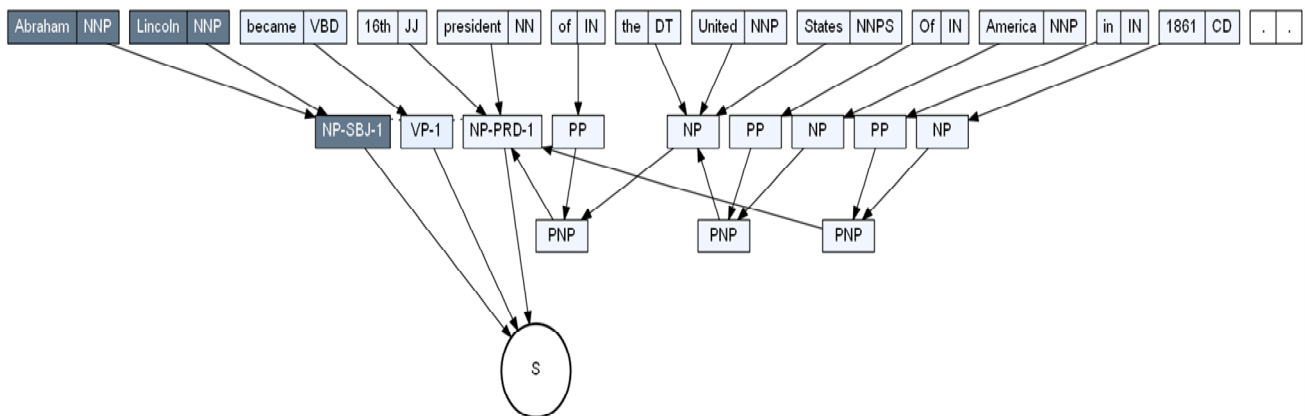 Abraham NNP Lincoln NNP became VBD 16th JJ president NN of IN the DT United NNP States NNPS Of IN America NNP in IN 1861 CD . .
NP-SBJ-1 VP-1 NP-PRD-1 PP NP PP NP PP NP
PNP PNP PNP
S